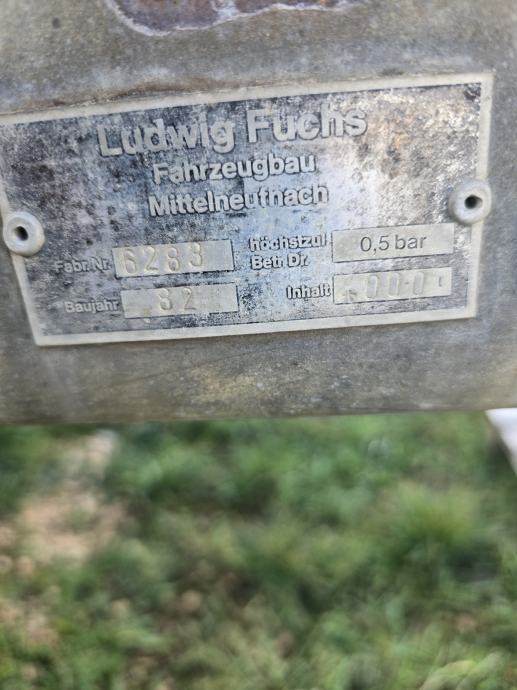 Ludwig Fuchs
Fahrzeugbau
Mittelneufnach
Fabr. Nr. 6283
höchstzul. Betr. Dr. 0,5 bar
Baujahr 82
Inhalt